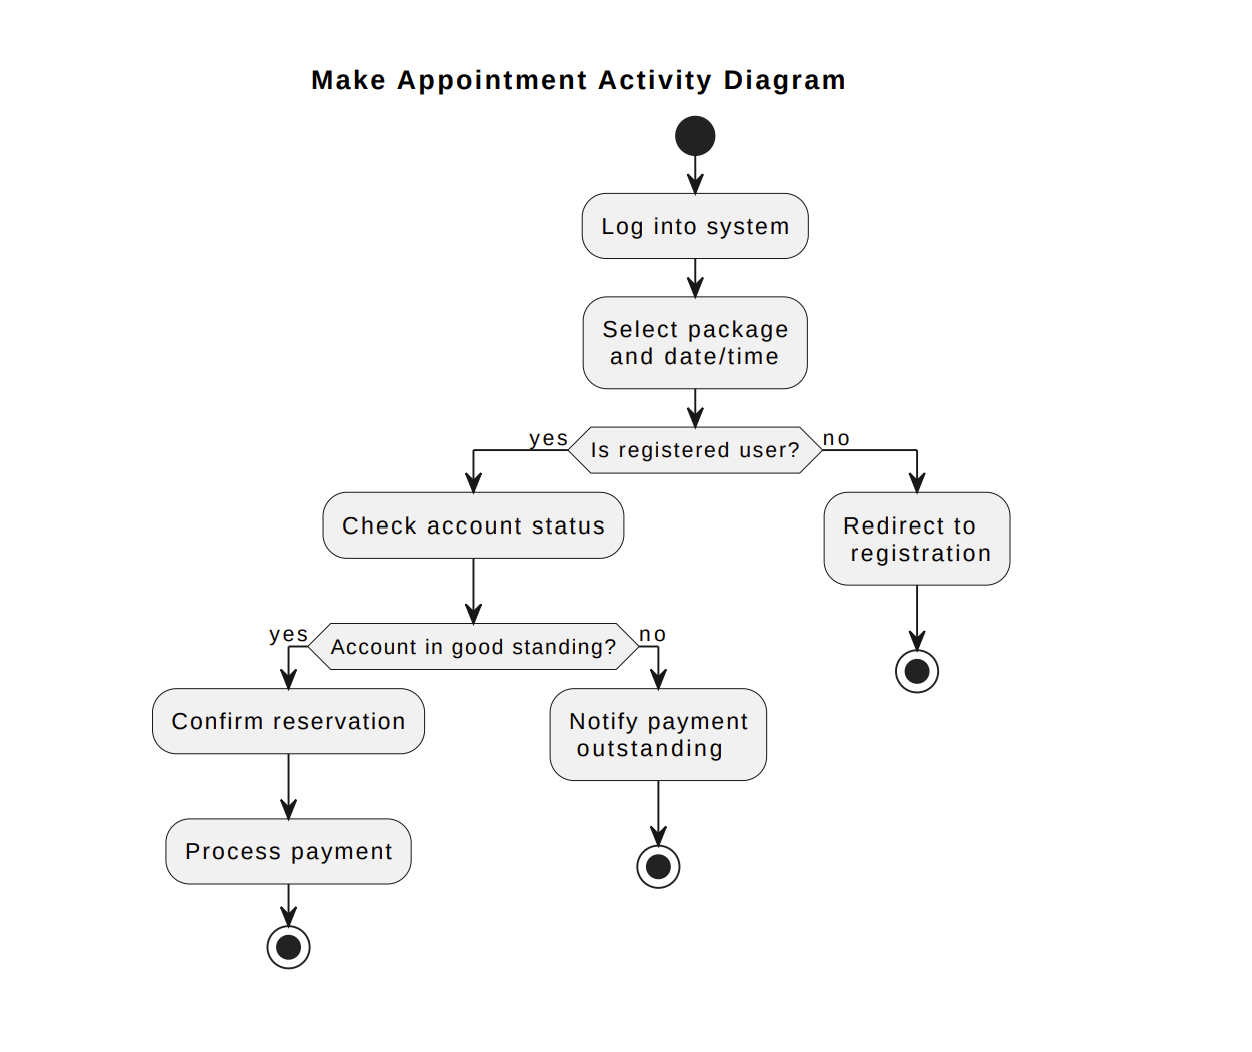 Make Appointment Activity Diagram
Log into system
Select package
and date/time
yes
Is registered user?
no
Check account status
Redirect to
registration
yes
Account in good standing?
no
Confirm reservation
Notify payment
outstanding
Process payment